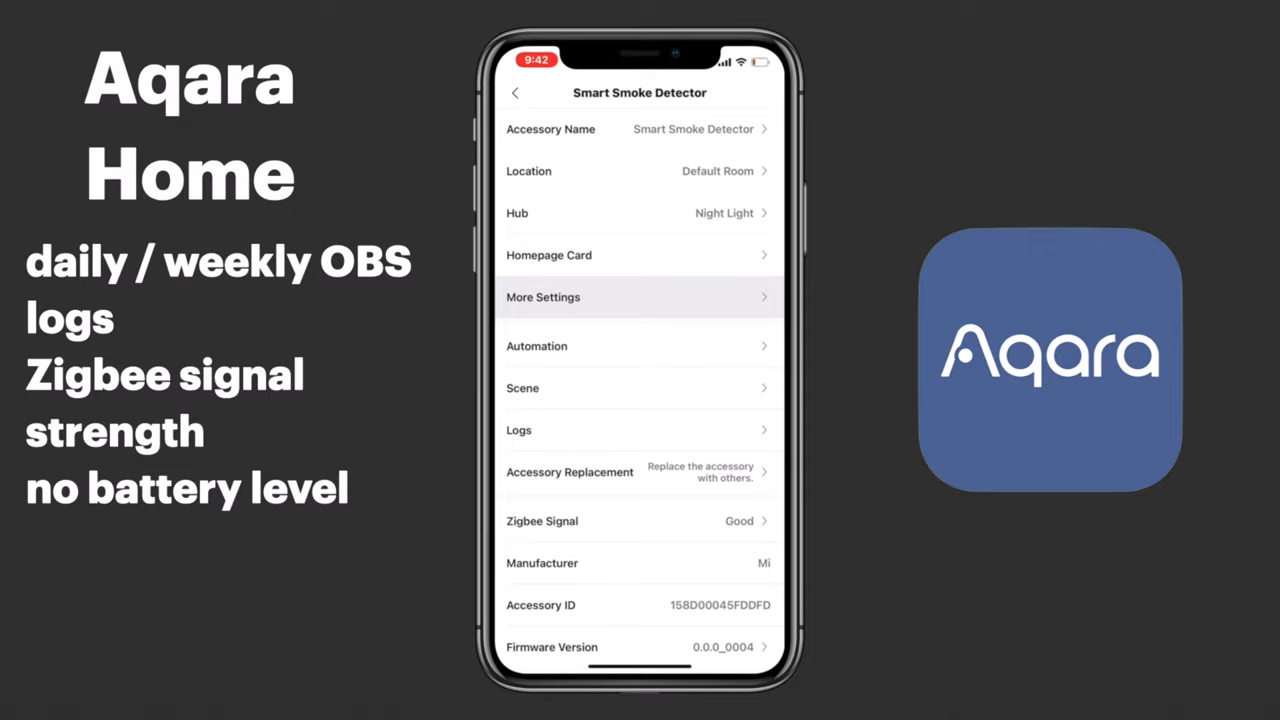 Aqara
Home
daily / weekly OBS
logs
Zigbee signal
strength
no battery level
9:42
Smart Smoke Detector
Accessory Name Smart Smoke Detector
Location Default Room
Hub Night Light
Homepage Card
More Settings
Automation
Scene
Logs
Accessory Replacement Replace the accessory
with others.
Zigbee Signal Good
Manufacturer Mi
Accessory ID 158D00045FDDFD
Firmware Version 0.0.0_0004
Aqara